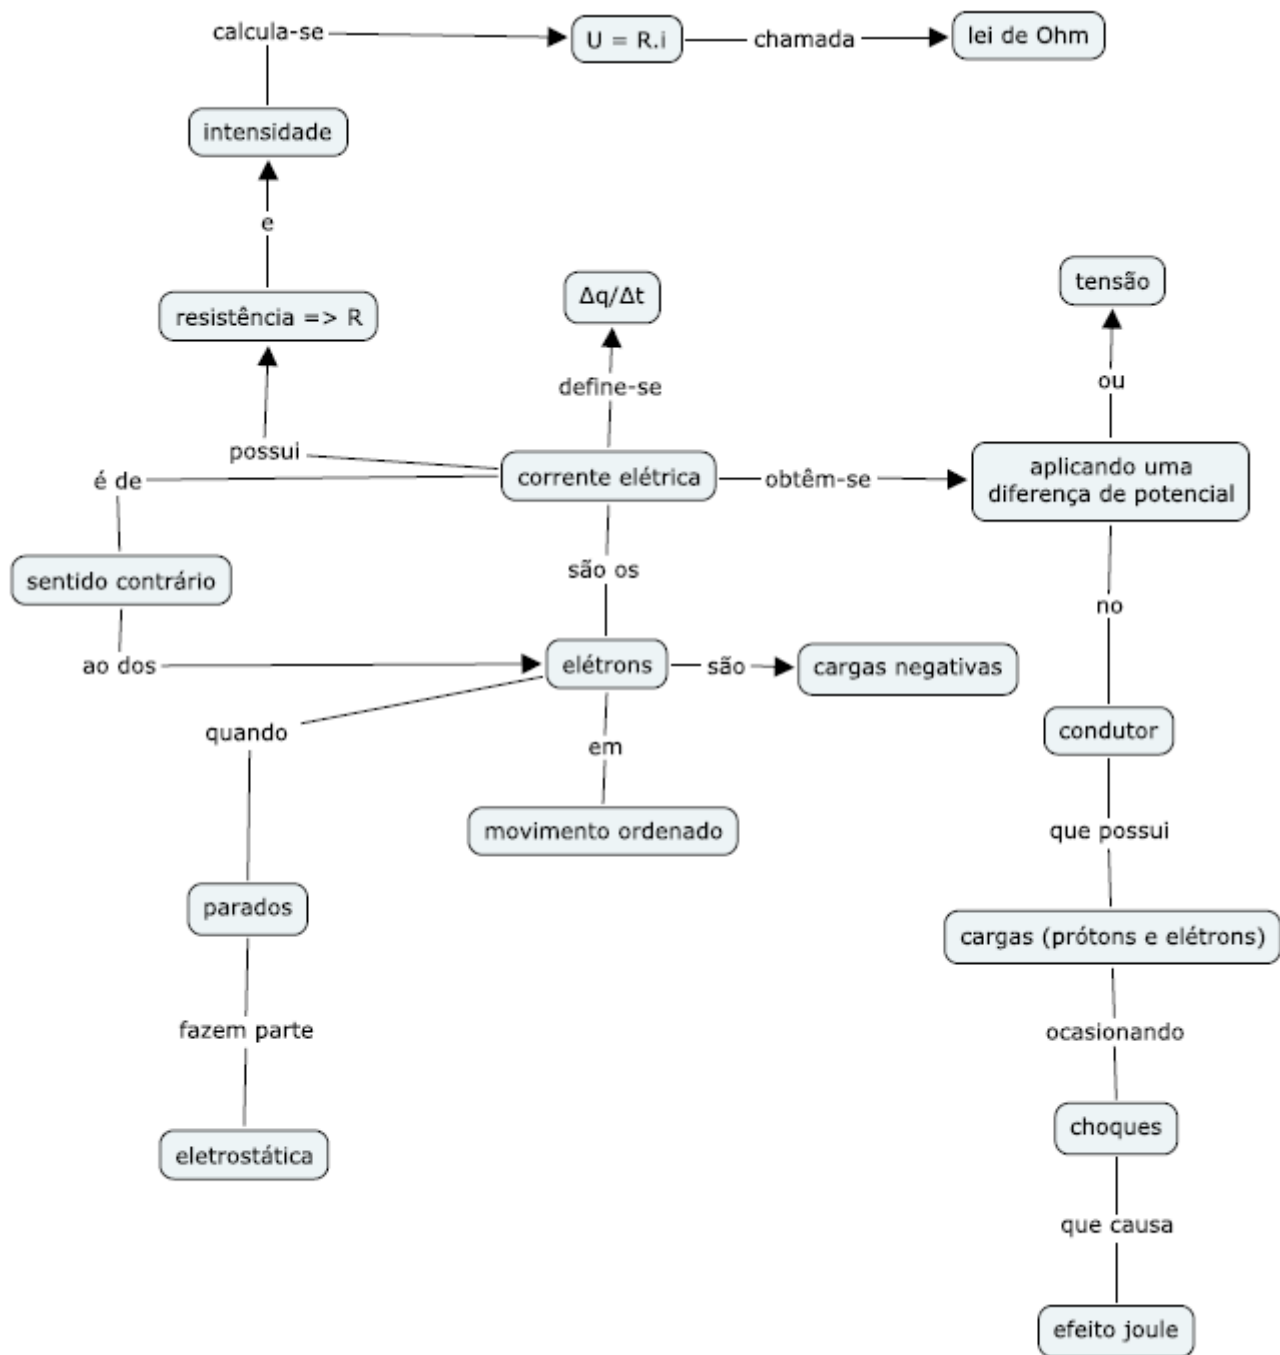 calcula-se
U = R.i
chamada
lei de Ohm
intensidade
e
resistência => R
Δq/Δt
tensão
define-se
ou
possui
é de
corrente elétrica
obtêm-se
aplicando uma
diferença de potencial
sentido contrário
são os
no
ao dos
elétrons
são
cargas negativas
quando
em
condutor
movimento ordenado
que possui
parados
cargas (prótons e elétrons)
fazem parte
ocasionando
choques
eletrostática
que causa
efeito joule